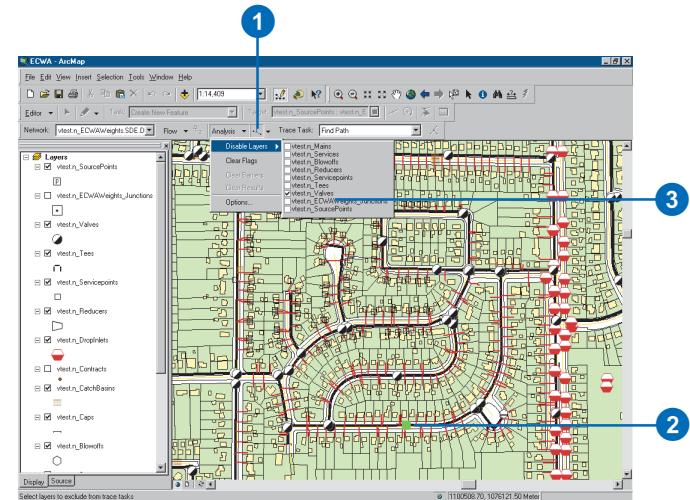 1
ECWA - ArcMap
File Edit View Insert Selection Tools Window Help
1:14,409
Editor Task: Create New Feature Target: vtest.n_SourcePoints : vtest.n_E
Network: vtest.n_ECWAWeights.SDE.D Flow Analysis Trace Task: Find Path
Disable Layers
Clear Flags
Clear Barriers
Clear Results
Options...
vtest.n_Mains
vtest.n_Services
vtest.n_Blowoffs
vtest.n_Reducers
vtest.n_Servicepoints
vtest.n_Tees
vtest.n_Valves
vtest.n_ECWAWeights_Junctions
vtest.n_SourcePoints
3
Layers
vtest.n_SourcePoints
vtest.n_ECWAWeights_Junctions
vtest.n_Valves
vtest.n_Tees
vtest.n_Servicepoints
vtest.n_Reducers
vtest.n_DropInlets
vtest.n_Contracts
vtest.n_CatchBasins
vtest.n_Caps
vtest.n_Blowoffs
2
Display Source
Select layers to exclude from trace tasks
1100508.70, 1076121.50 Meter